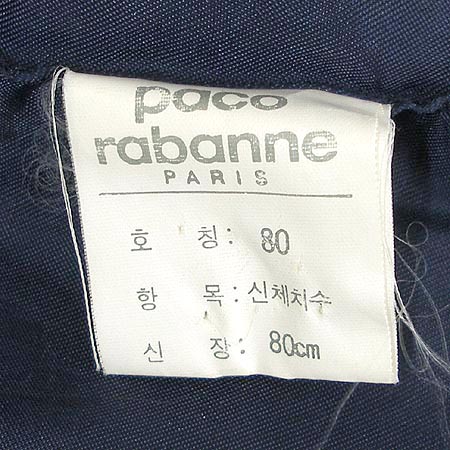 paco
rabanne
PARIS
호 칭: 80
항 목: 신체치수
신 장: 80cm